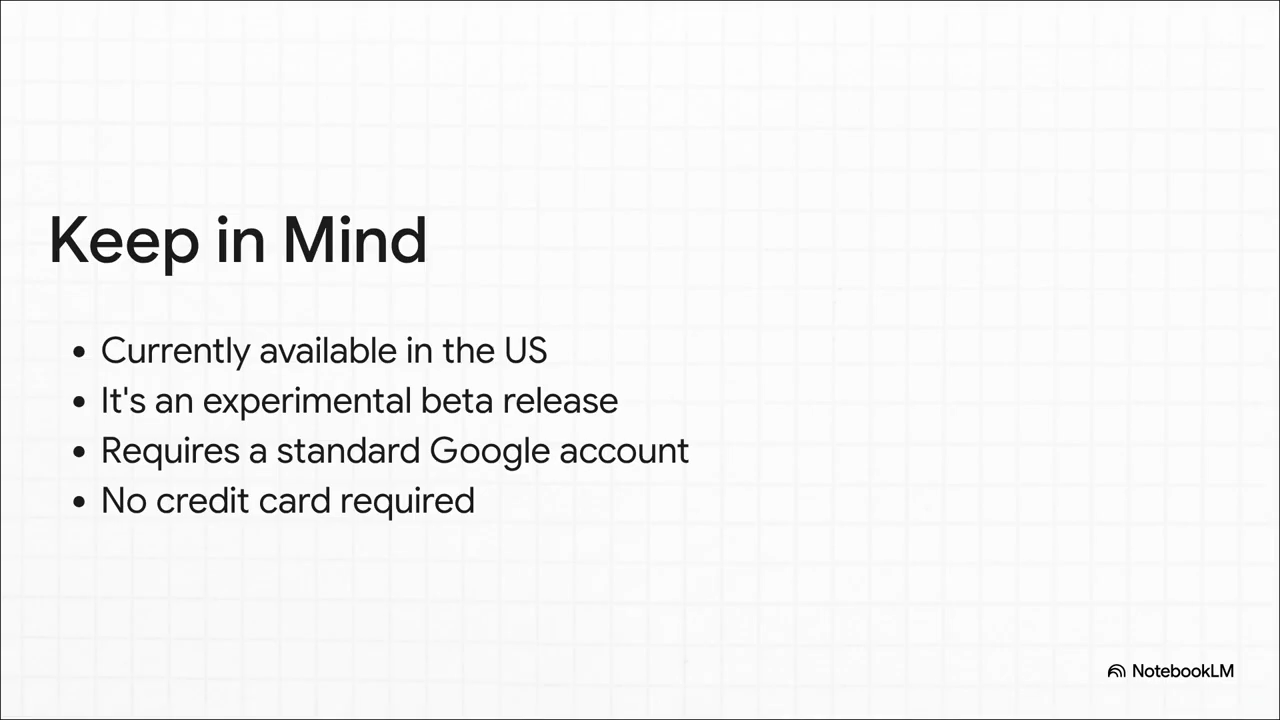 Keep in Mind
• Currently available in the US
• It's an experimental beta release
• Requires a standard Google account
• No credit card required
NotebookLM